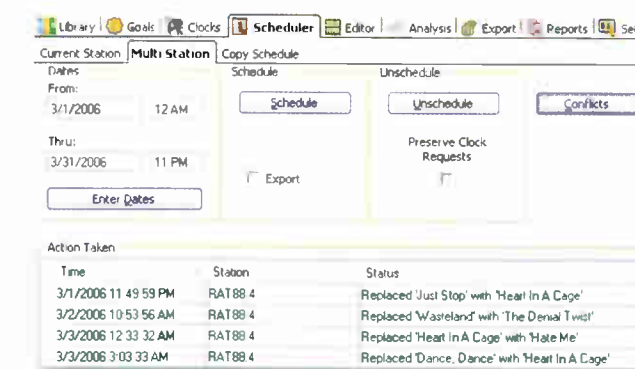 Library Goals Clocks Scheduler Editor Analysis Export Reports
Current Station Multi Station Copy Schedule
Dates Schedule Unschedule
From:
3/1/2006 12 AM Schedule Unschedule Conflicts
Thru: Preserve Clock
Requests
3/31/2006 11 PM
Export
Enter Dates
Action Taken
Time Station Status
3/1/2006 11 49 59 PM RAT88 4 Replaced 'Just Stop' with 'Heart In A Cage'
3/2/2006 10:53 56 AM RAT88 4 Replaced 'Wasteland' with 'The Denial Twist'
3/3/2006 12 33 32 AM RAT88 4 Replaced 'Heart In A Cage' with 'Hate Me'
3/3/2006 3:03 33 AM RAT88 4 Replaced 'Dance, Dance' with 'Heart In A Cage'